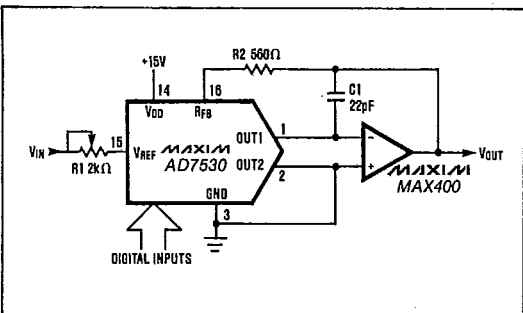 R2 560Ω
+15V
14
16
C1
22pF
VDD
RFB
1
OUT1
VIN
15
VREF
MAXIM
AD7530
R1 2kΩ
OUT2
2
−
+
VOUT
MAXIM
MAX400
GND
3
DIGITAL INPUTS